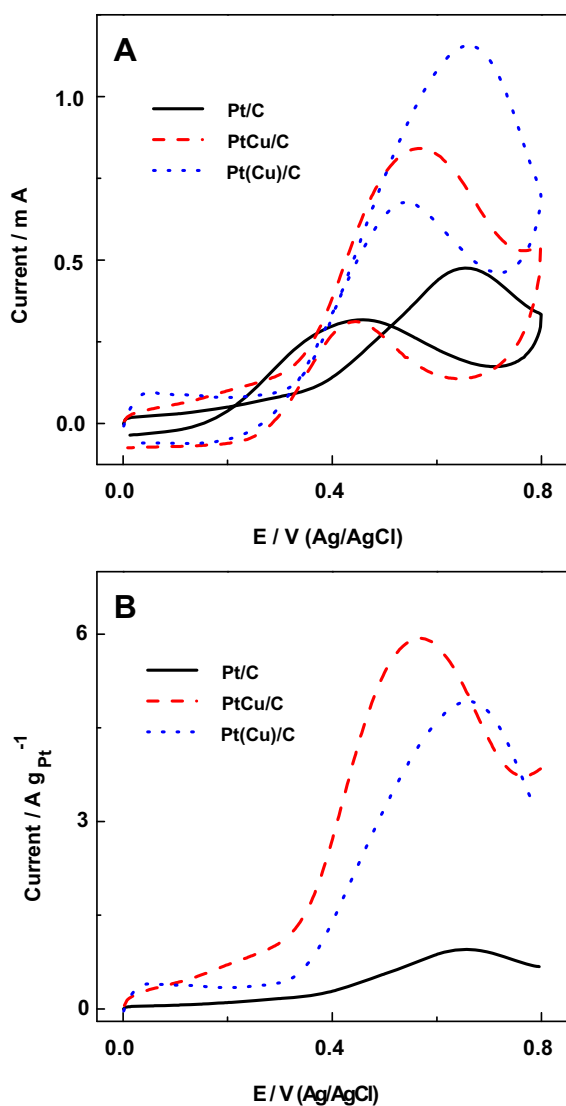 A
Pt/C
PtCu/C
Pt(Cu)/C
1.0
0.5
0.0
Current / m A
0.0 0.4 0.8
E / V (Ag/AgCl)
B
Pt/C
PtCu/C
Pt(Cu)/C
6
3
0
Current / A g_Pt^-1
0.0 0.4 0.8
E / V (Ag/AgCl)